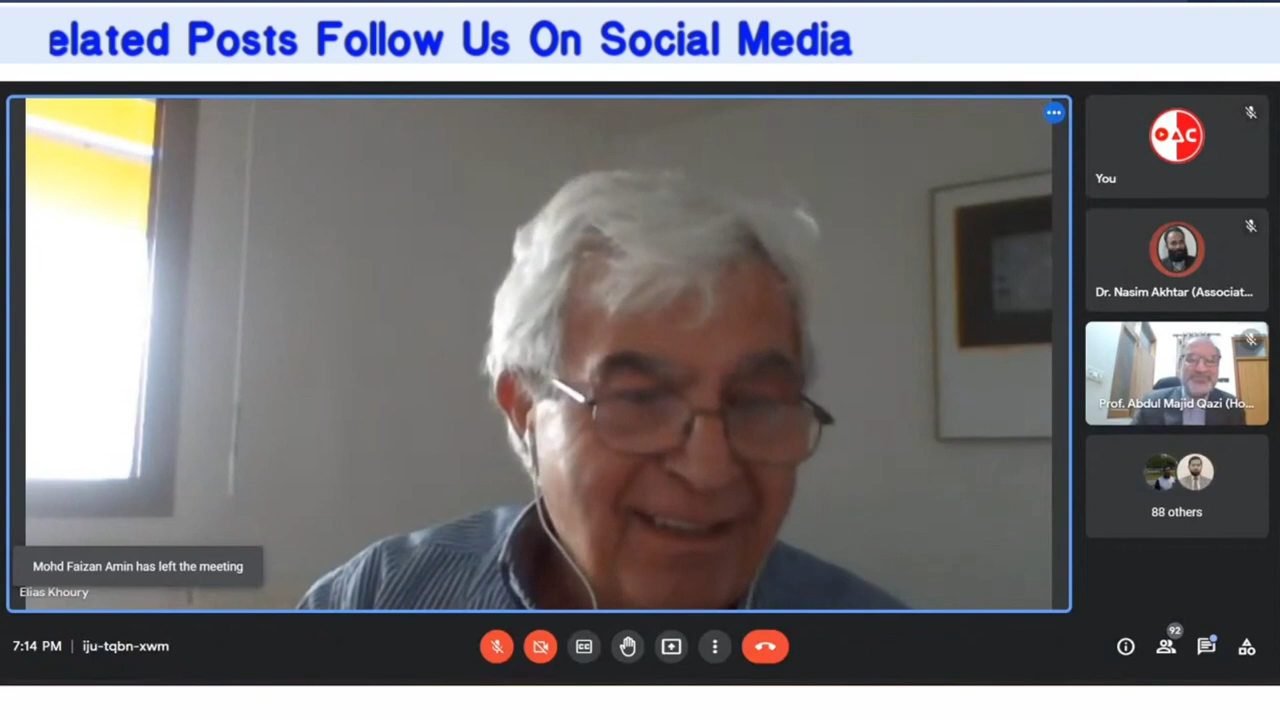 elated Posts Follow Us On Social Media
You
Dr. Nasim Akhtar (Associat...
Prof. Abdul Majid Qazi (Ho...
88 others
Mohd Faizan Amin has left the meeting
Elias Khoury
7:14 PM | iju-tqbn-xwm
92